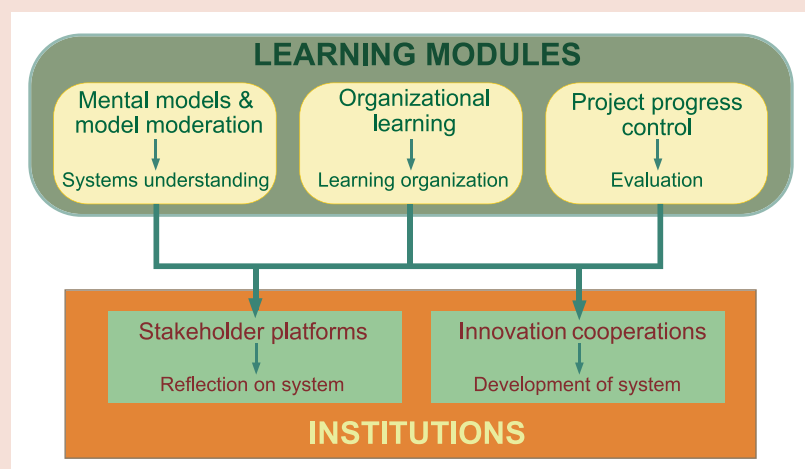 LEARNING MODULES
Mental models &
model moderation
Systems understanding
Organizational
learning
Learning organization
Project progress
control
Evaluation
Stakeholder platforms
Reflection on system
Innovation cooperations
Development of system
INSTITUTIONS